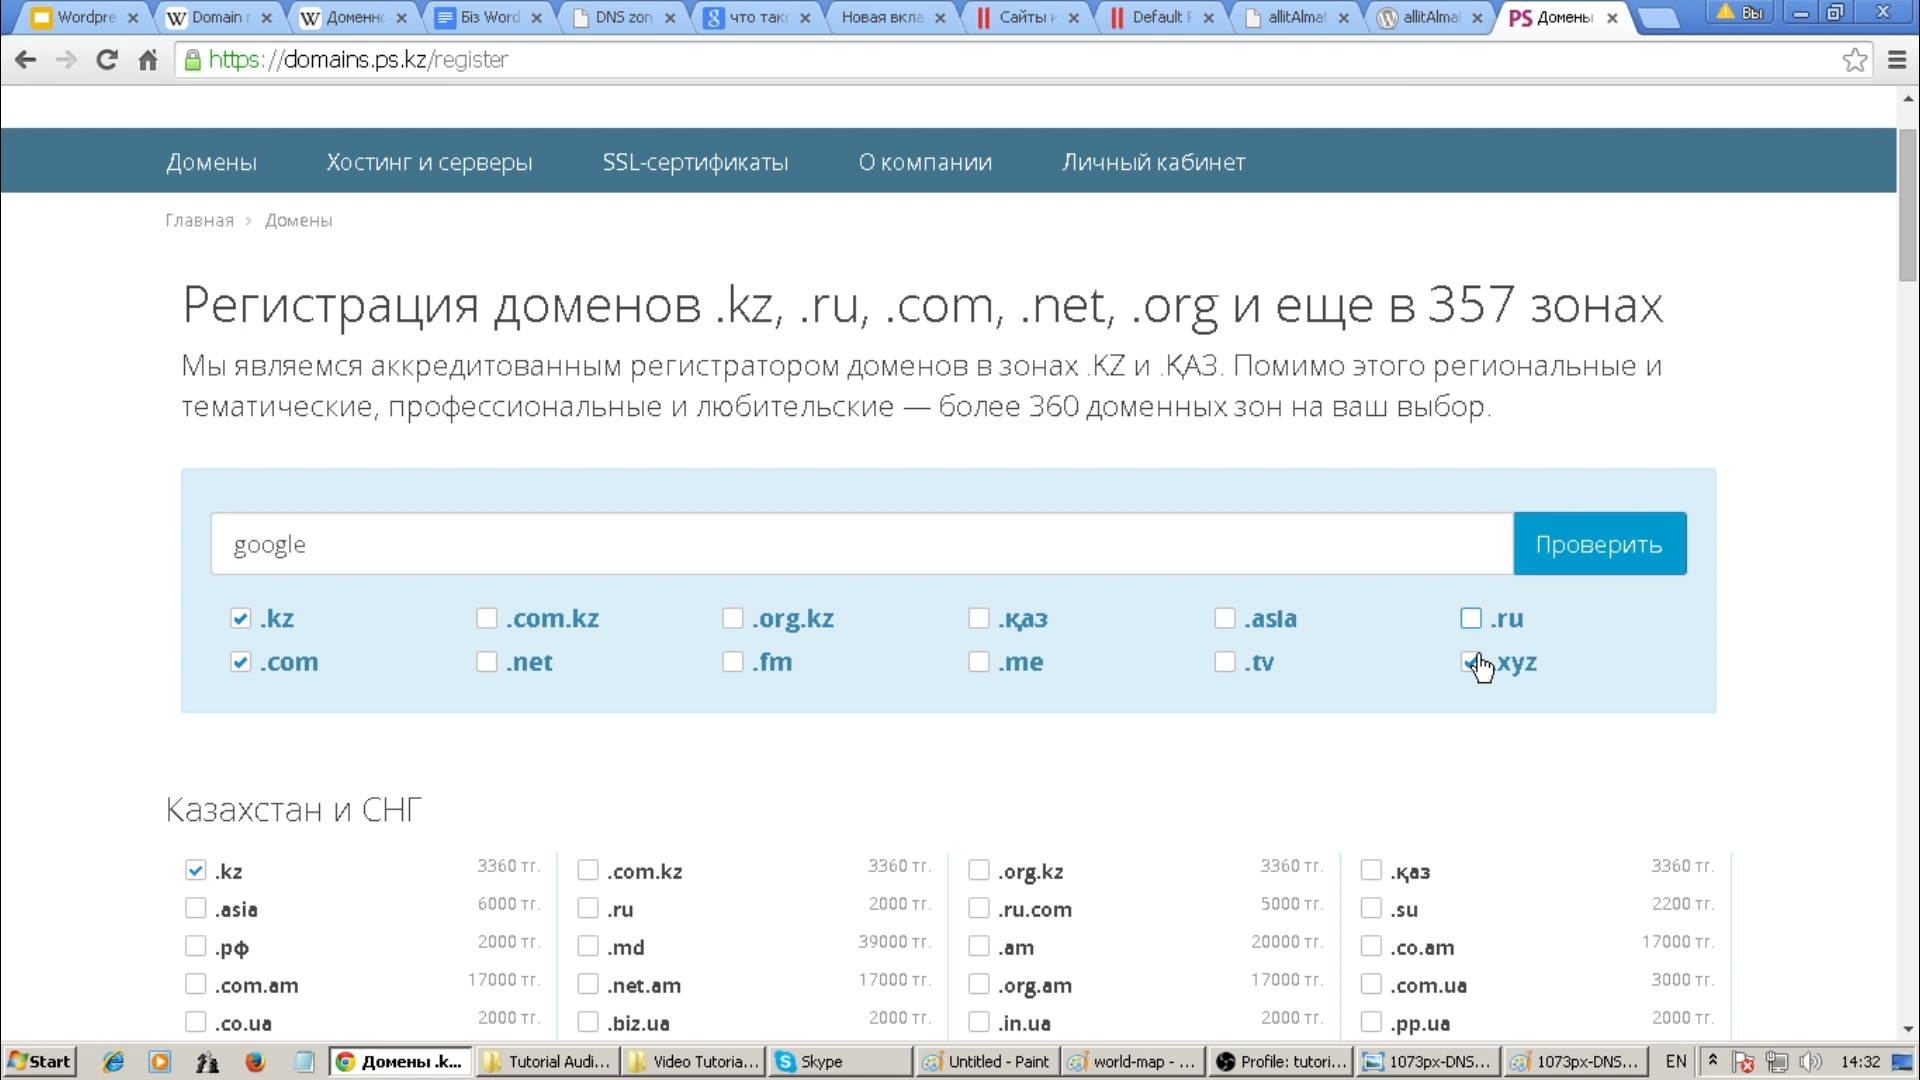 Wordpre
Domain r
Доменнс
Біз Word
DNS zon
что такс
Новая вкла
Сайты и
Default P
allitAlmat
allitAlmat
PS Домены
Вы
https://domains.ps.kz/register
Домены Хостинг и серверы SSL-сертификаты О компании Личный кабинет
Главная > Домены
Регистрация доменов .kz, .ru, .com, .net, .org и еще в 357 зонах
Мы являемся аккредитованным регистратором доменов в зонах .KZ и .ҚАЗ. Помимо этого региональные и
тематические, профессиональные и любительские — более 360 доменных зон на ваш выбор.
google Проверить
.kz .com.kz .org.kz .қаз .asia .ru
.com .net .fm .me .tv .xyz
Казахстан и СНГ
.kz 3360 тг. .com.kz 3360 тг. .org.kz 3360 тг. .қаз 3360 тг.
.asia 6000 тг. .ru 2000 тг. .ru.com 5000 тг. .su 2200 тг.
.рф 2000 тг. .md 39000 тг. .am 20000 тг. .co.am 17000 тг.
.com.am 17000 тг. .net.am 17000 тг. .org.am 17000 тг. .com.ua 3000 тг.
.co.ua 2000 тг. .biz.ua 2000 тг. .in.ua 2000 тг. .pp.ua 2000 тг.
Start Домены .k... Tutorial Audi... Video Tutoria... Skype Untitled - Paint world-map - ... Profile: tutori... 1073px-DNS... 1073px-DNS... EN 14:32